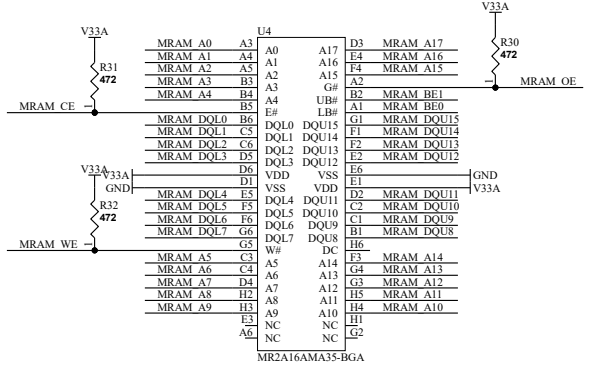 V33A
R31
472
MRAM_CE
V33A
R30
472
MRAM_OE
U4
MRAM_A0 A3 A0
MRAM_A1 A4 A1
MRAM_A2 A5 A2
MRAM_A3 B3 A3
MRAM_A4 B4 A4
B5 E#
MRAM_DQL0 B6 DQL0
MRAM_DQL1 C5 DQL1
MRAM_DQL2 C6 DQL2
MRAM_DQL3 D5 DQL3
V33A D6 VDD
GND D1 VSS
MRAM_DQL4 E5 DQL4
MRAM_DQL5 F5 DQL5
MRAM_DQL6 F6 DQL6
MRAM_DQL7 G6 DQL7
G5 W#
MRAM_A5 C3 A5
MRAM_A6 C4 A6
MRAM_A7 D4 A7
MRAM_A8 H2 A8
MRAM_A9 H3 A9
E3 NC
A6 NC
A17 D3 MRAM_A17
A16 E4 MRAM_A16
A15 F4 MRAM_A15
G# A2
UB# B2 MRAM_BE1
LB# A1 MRAM_BE0
DQU15 G1 MRAM_DQU15
DQU14 F1 MRAM_DQU14
DQU13 F2 MRAM_DQU13
DQU12 E2 MRAM_DQU12
VSS E6 GND
VDD E1 V33A
DQU11 D2 MRAM_DQU11
DQU10 C2 MRAM_DQU10
DQU9 C1 MRAM_DQU9
DQU8 B1 MRAM_DQU8
DC H6
A14 F3 MRAM_A14
A13 G4 MRAM_A13
A12 G3 MRAM_A12
A11 H5 MRAM_A11
A10 H4 MRAM_A10
NC H1
NC G2
V33A
R32
472
MRAM_WE
1
1
1
MR2A16AMA35-BGA